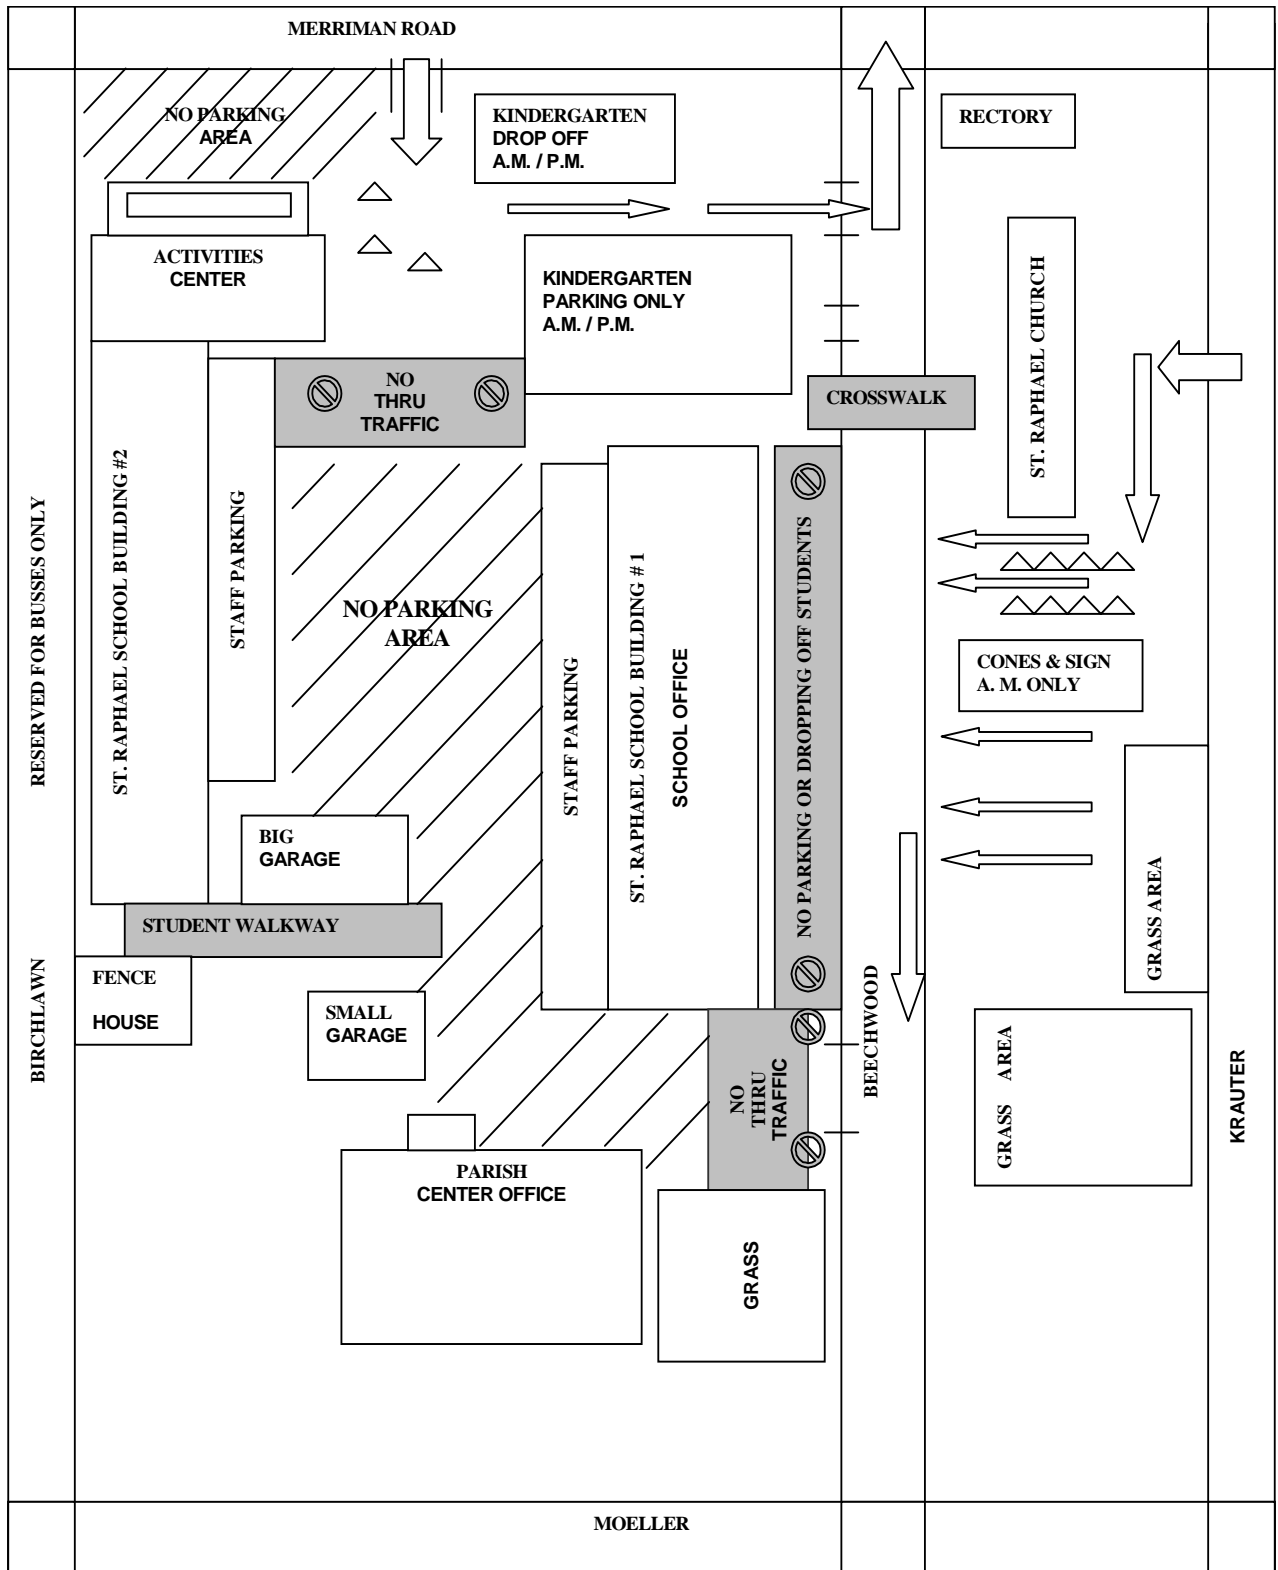 MERRIMAN ROAD
NO PARKING
AREA
KINDERGARTEN
DROP OFF
A.M. / P.M.
RECTORY
ACTIVITIES
CENTER
KINDERGARTEN
PARKING ONLY
A.M. / P.M.
ST. RAPHAEL CHURCH
NO
THRU
TRAFFIC
CROSSWALK
RESERVED FOR BUSSES ONLY
ST. RAPHAEL SCHOOL BUILDING #2
STAFF PARKING
NO PARKING
AREA
STAFF PARKING
ST. RAPHAEL SCHOOL BUILDING # 1
SCHOOL OFFICE
NO PARKING OR DROPPING OFF STUDENTS
CONES & SIGN
A. M. ONLY
BIG
GARAGE
GRASS AREA
STUDENT WALKWAY
BIRCHLAWN
FENCE
HOUSE
SMALL
GARAGE
NO
THRU
TRAFFIC
BEECHWOOD
GRASS AREA
KRAUTER
PARISH
CENTER OFFICE
GRASS
MOELLER